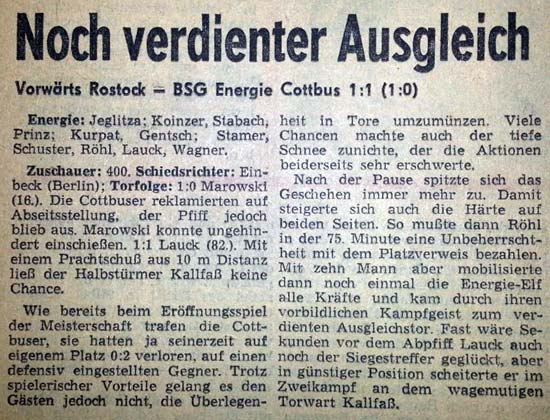 Noch verdienter Ausgleich
Vorwärts Rostock — BSG Energie Cottbus 1:1 (1:0)
Energie: Jeglitza; Koinzer, Stabach,
Prinz; Kurpat, Gentsch; Stamer,
Schuster, Röhl, Lauck, Wagner.
Zuschauer: 400. Schiedsrichter: Ein-
beck (Berlin); Torfolge: 1:0 Marowski
(16.). Die Cottbuser reklamierten auf
Abseitsstellung, der Pfiff jedoch
blieb aus. Marowski konnte ungehin-
dert einschießen. 1:1 Lauck (82.). Mit
einem Prachtschuß aus 10 m Distanz
ließ der Halbstürmer Kallfaß keine
Chance.
Wie bereits beim Eröffnungsspiel
der Meisterschaft trafen die Cott-
buser, sie hatten ja seinerzeit auf
eigenem Platz 0:2 verloren, auf einen
defensiv eingestellten Gegner. Trotz
spielerischer Vorteile gelang es den
Gästen jedoch nicht, die Überlegen-
heit in Tore umzumünzen. Viele
Chancen machte auch der tiefe
Schnee zunichte, der die Aktionen
beiderseits sehr erschwerte.
Nach der Pause spitzte sich das
Geschehen immer mehr zu. Damit
steigerte sich auch die Härte auf
beiden Seiten. So mußte dann Röhl
in der 75. Minute eine Unbeherrscht-
heit mit dem Platzverweis bezahlen.
Mit zehn Mann aber mobilisierte
dann noch einmal die Energie-Elf
alle Kräfte und kam durch ihren
vorbildlichen Kampfgeist zum ver-
dienten Ausgleichstor. Fast wäre Se-
kunden vor dem Abpfiff Lauck auch
noch der Siegestreffer geglückt, aber
in günstiger Position scheiterte er im
Zweikampf an dem wagemutigen
Torwart Kallfaß.